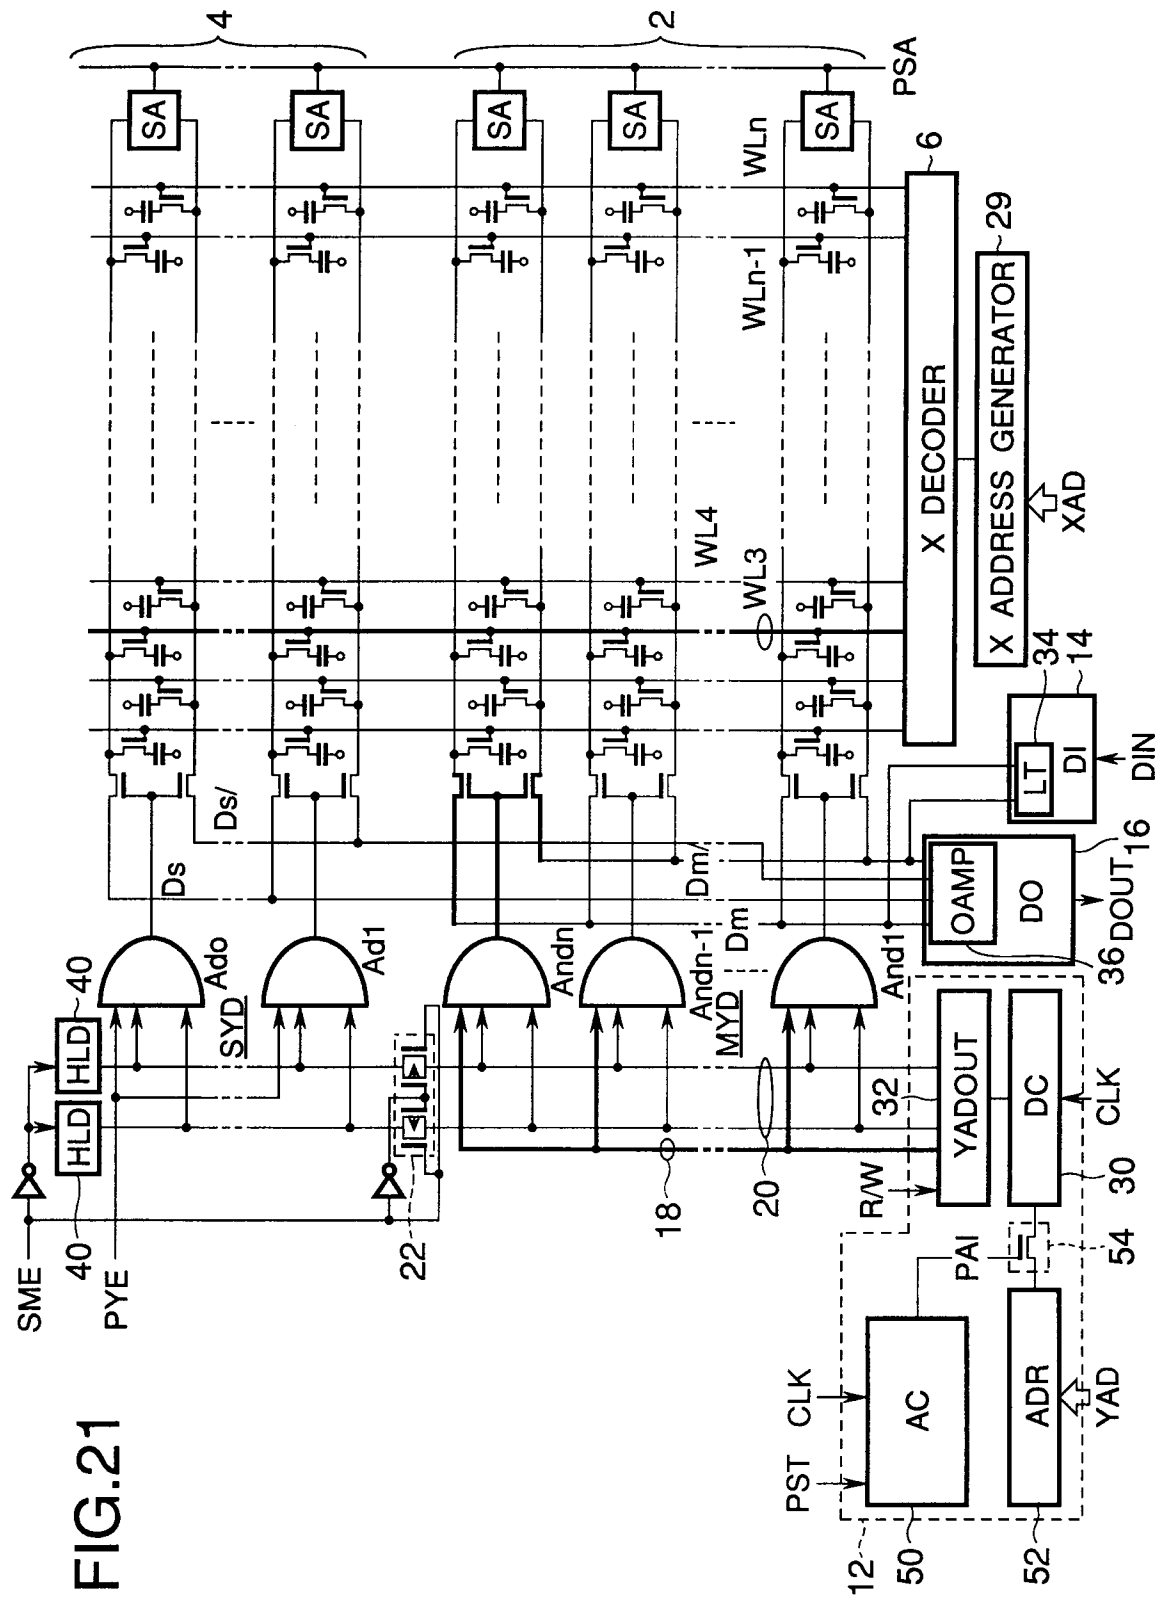 FIG.21
SME
PYE
40
40
HLD
HLD
SYD
22
Ado
Ad1
Andn
Andn-1
And1
MYD
18
20
Ds
Ds/
Dm
Dm/
SA
SA
SA
SA
SA
4
2
PSA
WLn
WLn-1
WL4
WL3
X DECODER
6
X ADDRESS GENERATOR
29
XAD
LT
DI
34
14
DIN
OAMP
DO
16
36
DOUT
R/W
32
YADOUT
DC
CLK
30
PAI
54
PST
CLK
AC
ADR
YAD
12
50
52